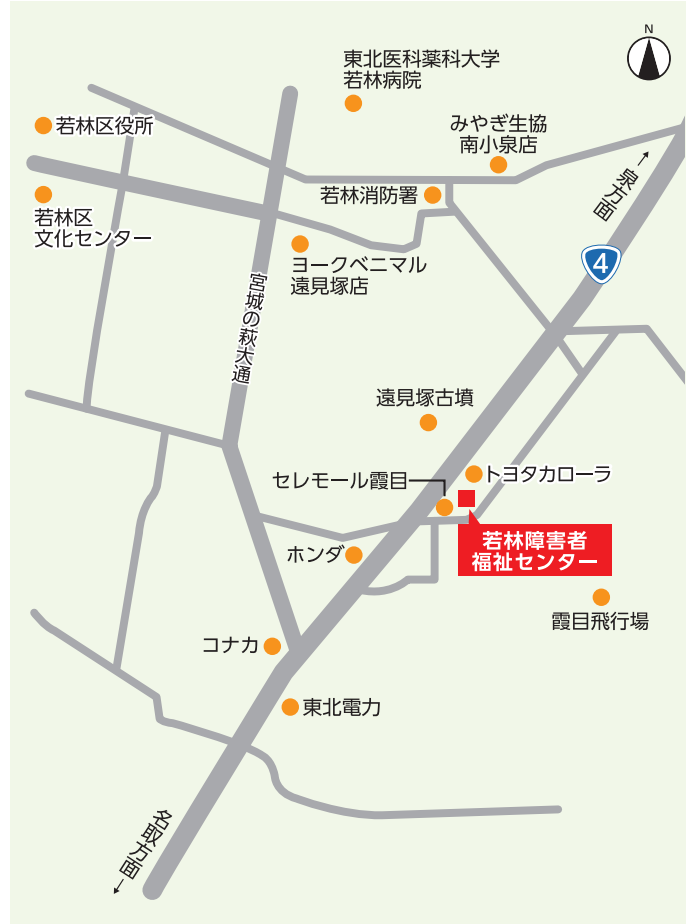 N
東北医科薬科大学
若林病院
若林区役所
みやぎ生協
南小泉店
←泉方面
若林消防署
若林区
文化センター
ヨークベニマル
遠見塚店
4
宮城の萩大通
遠見塚古墳
トヨタカローラ
セレモール霞目
若林障害者
福祉センター
ホンダ
霞目飛行場
コナカ
東北電力
名取方面→